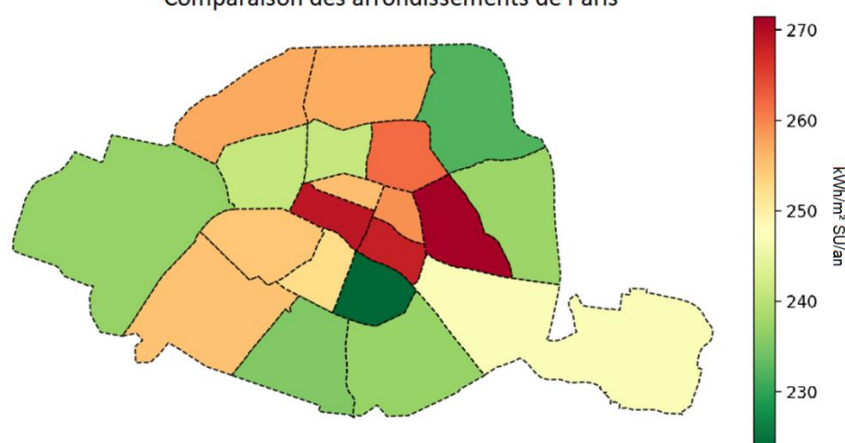 Comparaison des arrondissements de Paris
270
260
250
240
230
kWh/m² SU/an